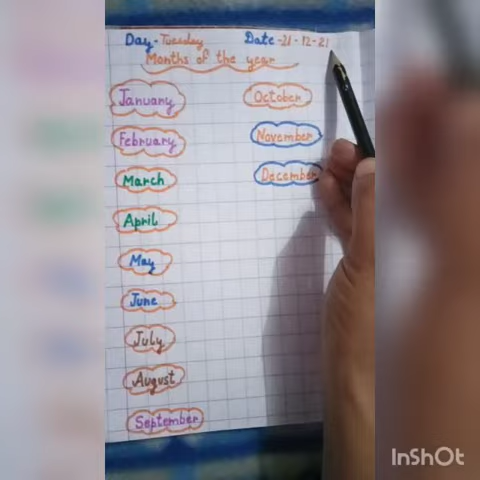 Day - Tuesday Date - 21 - 12 - 21
Months of the year
January
February
March
April
May
June
July
August
September
October
November
December
InShOt